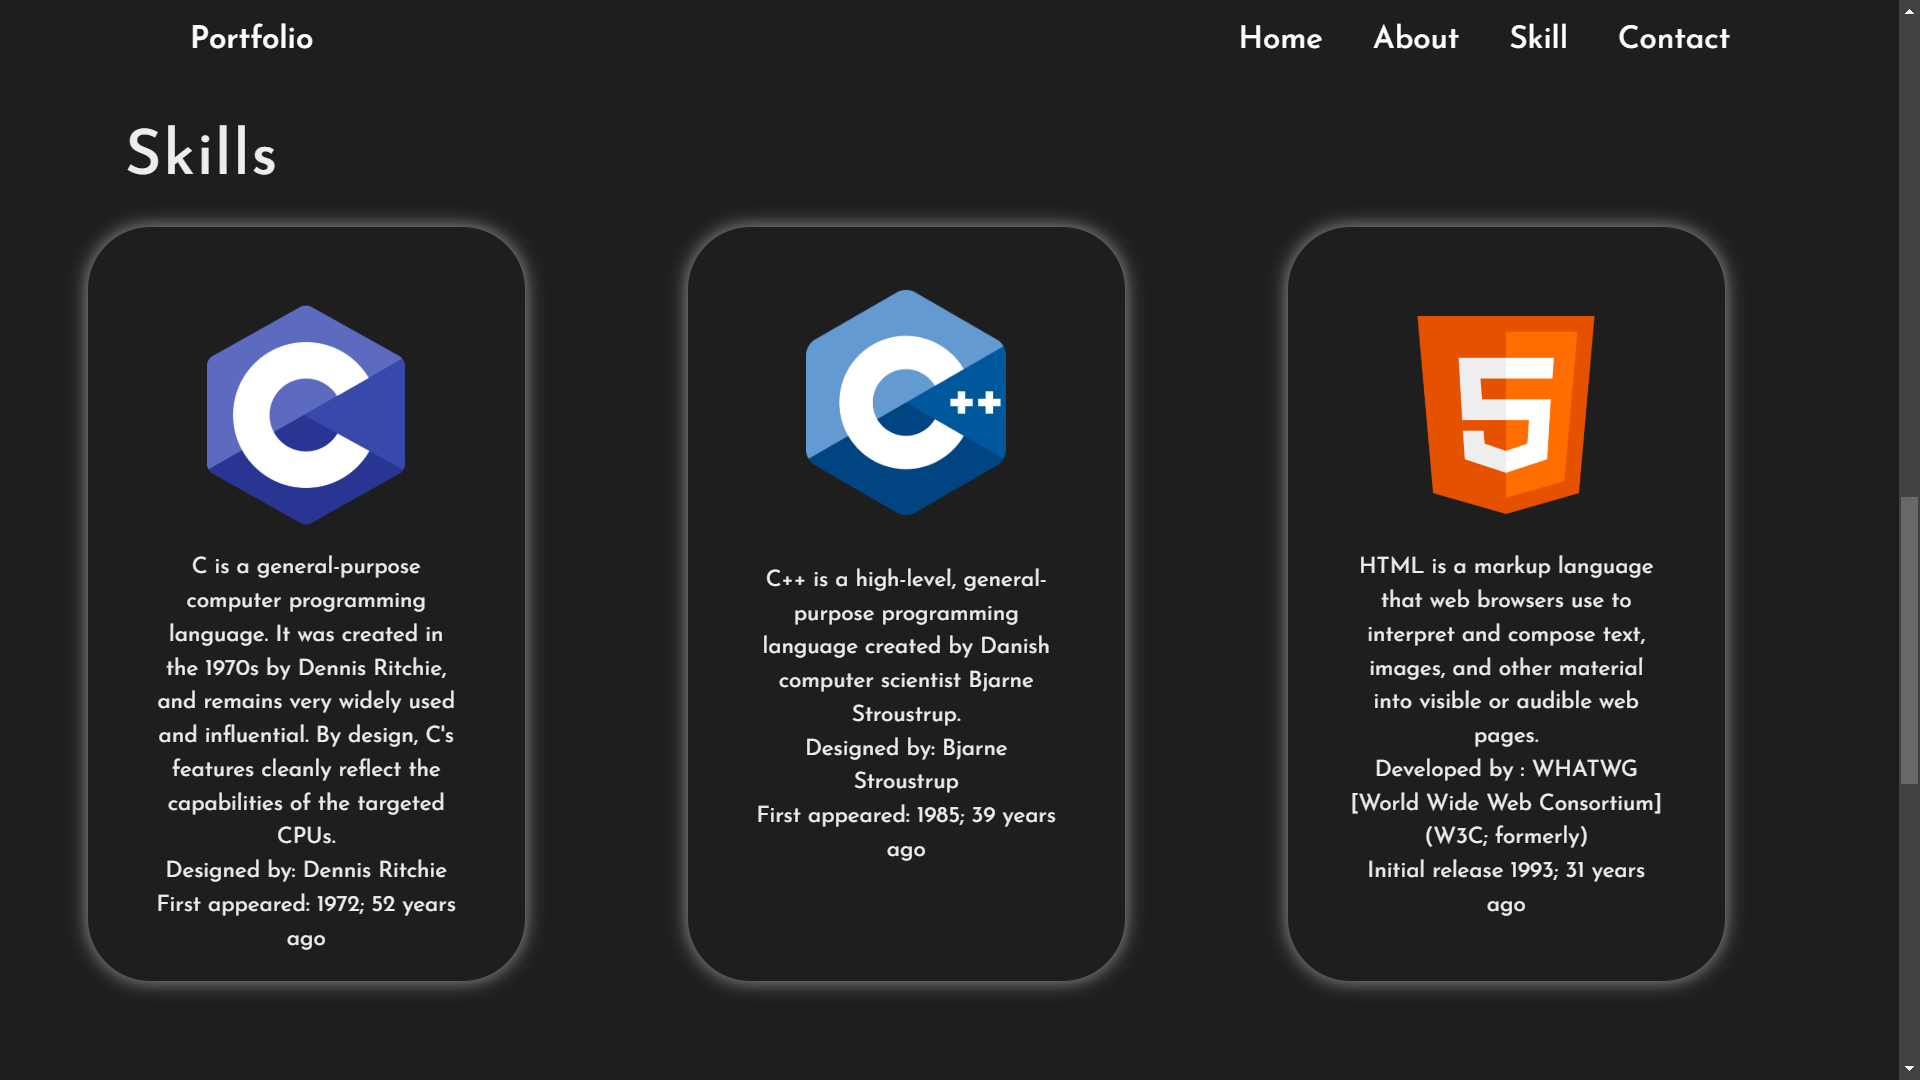 Portfolio
Home About Skill Contact
Skills
C is a general-purpose
computer programming
language. It was created in
the 1970s by Dennis Ritchie,
and remains very widely used
and influential. By design, C's
features cleanly reflect the
capabilities of the targeted
CPUs.
Designed by: Dennis Ritchie
First appeared: 1972; 52 years
ago
C++
C++ is a high-level, general-
purpose programming
language created by Danish
computer scientist Bjarne
Stroustrup.
Designed by: Bjarne
Stroustrup
First appeared: 1985; 39 years
ago
5
HTML is a markup language
that web browsers use to
interpret and compose text,
images, and other material
into visible or audible web
pages.
Developed by : WHATWG
[World Wide Web Consortium]
(W3C; formerly)
Initial release 1993; 31 years
ago